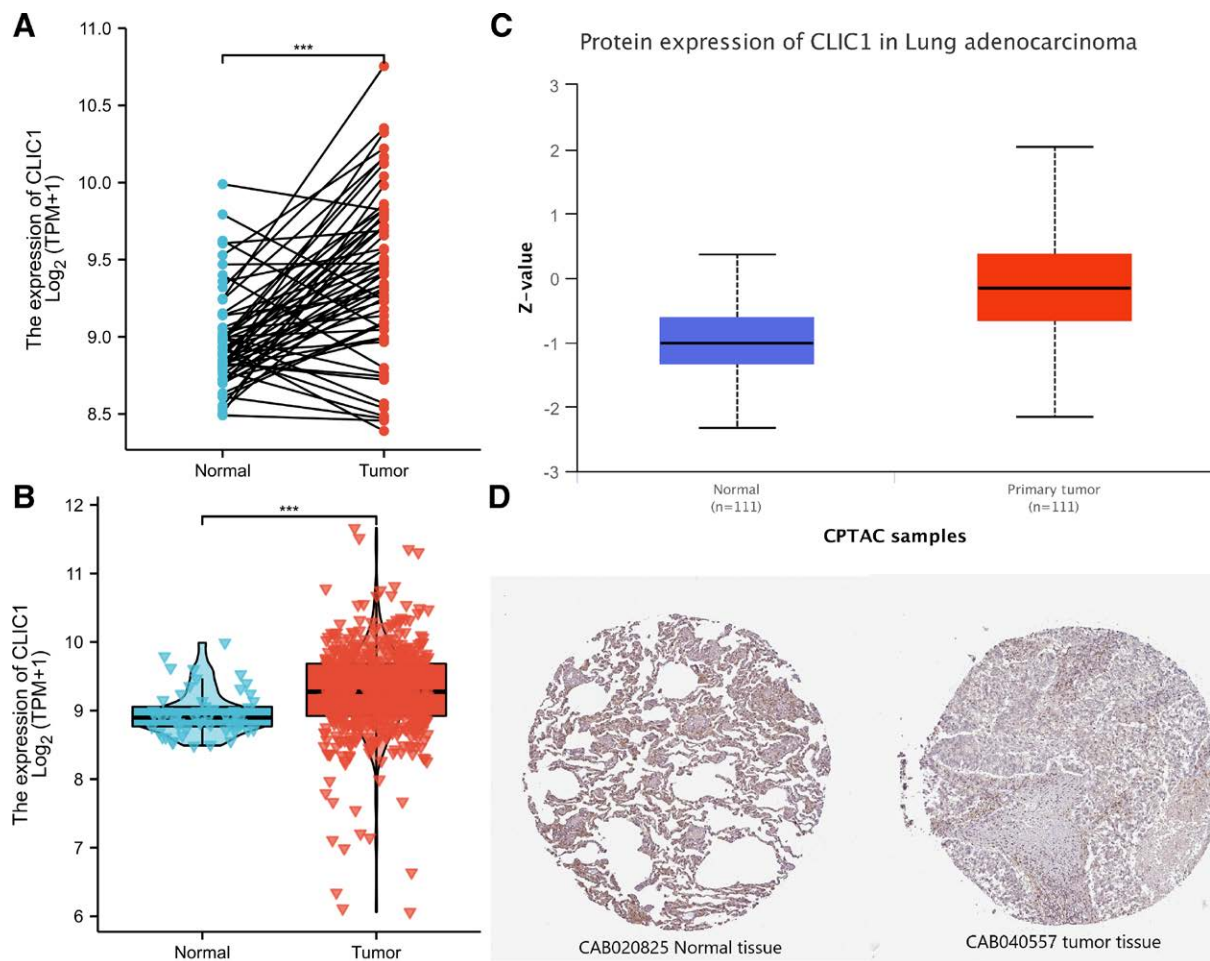 A
The expression of CLIC1
Log2 (TPM+1)
11.0
10.5
10.0
9.5
9.0
8.5
***
Normal
Tumor
B
The expression of CLIC1
Log2 (TPM+1)
12
11
10
9
8
7
6
***
Normal
Tumor
C
Protein expression of CLIC1 in Lung adenocarcinoma
Z-value
3
2
1
0
-1
-2
-3
Normal
(n=111)
Primary tumor
(n=111)
CPTAC samples
D
CAB020825 Normal tissue
CAB040557 tumor tissue